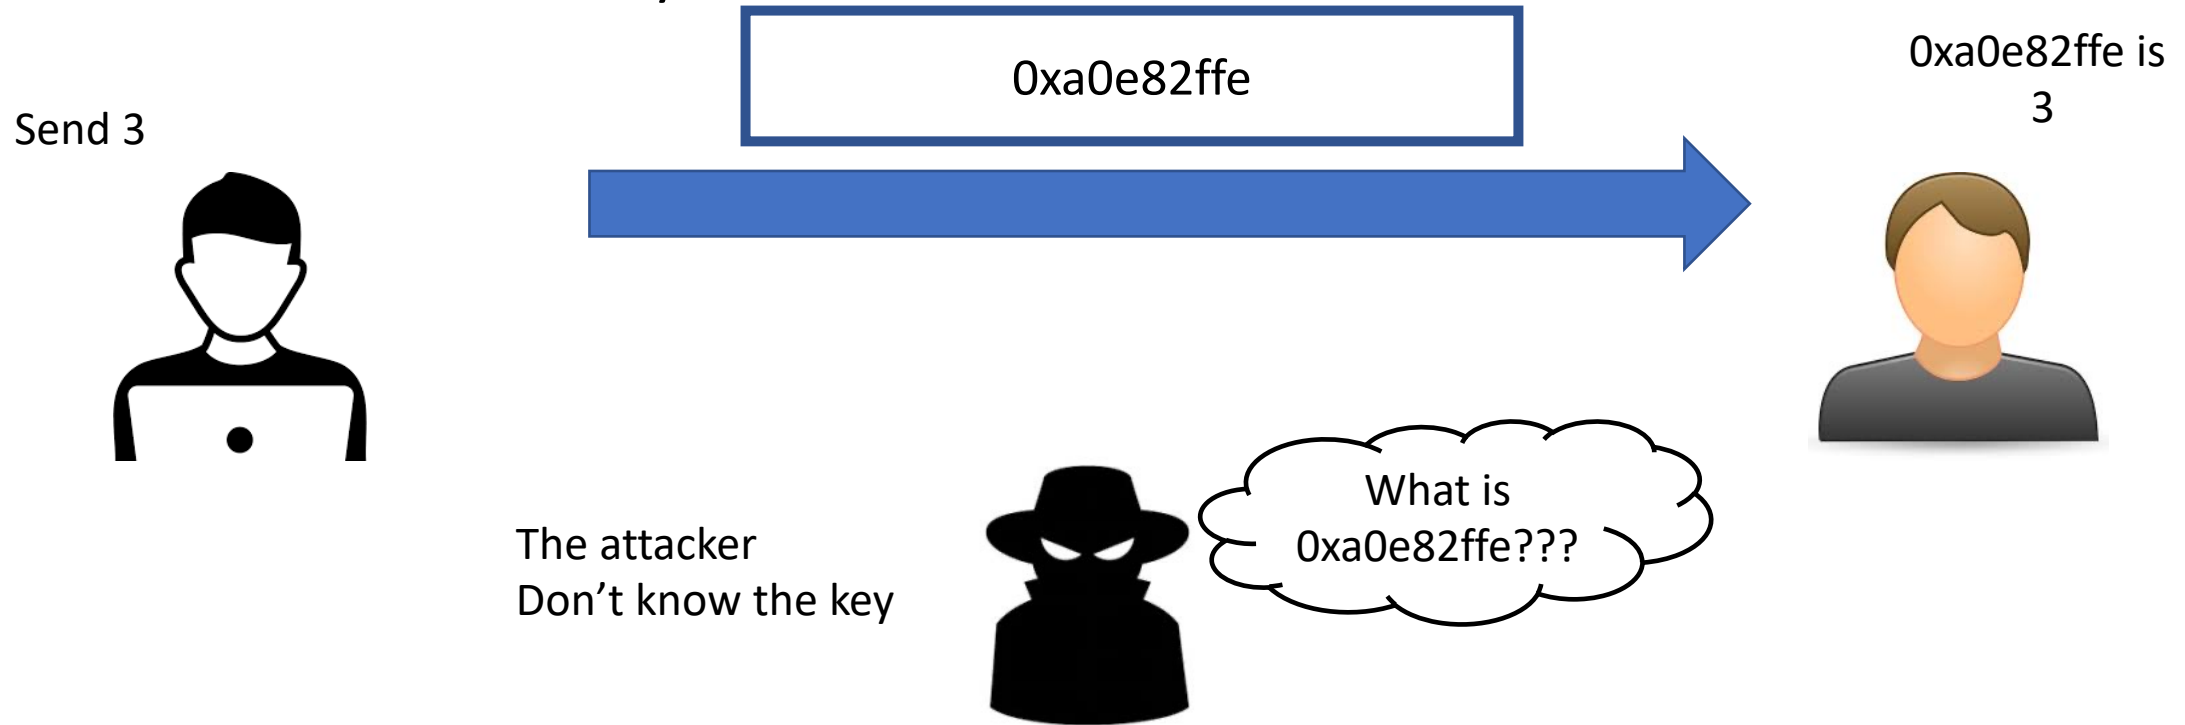 0xa0e82ffe
0xa0e82ffe is
3
Send 3
What is
0xa0e82ffe???
The attacker
Don’t know the key